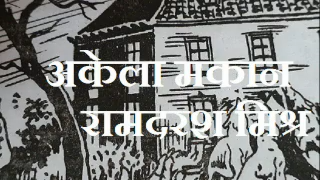 अकेला मकान
रामदरश मिश्र